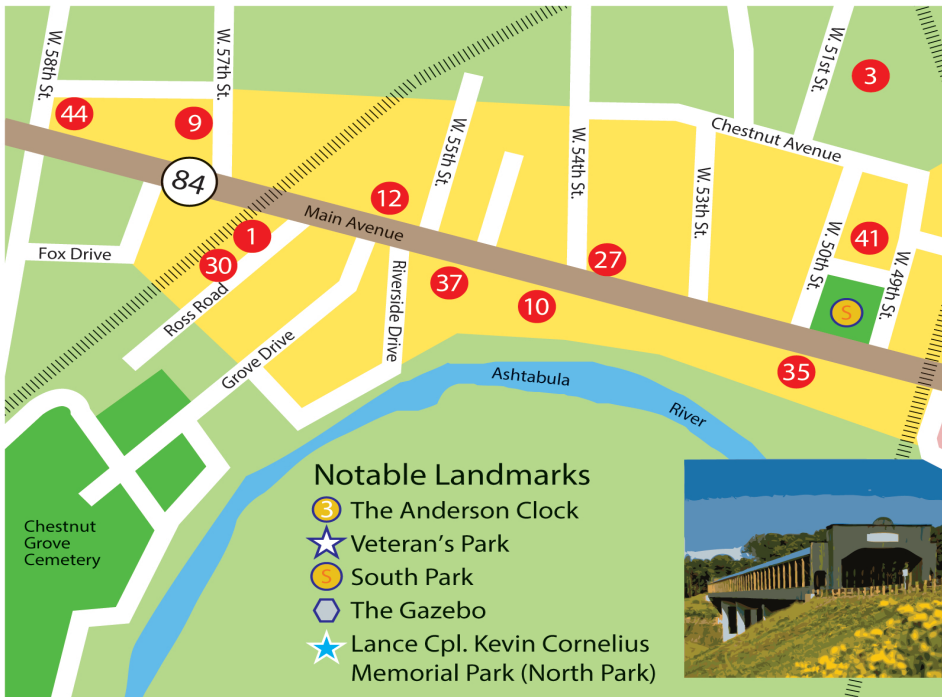 W. 58th St.
W. 57th St.
W. 51st St.
3
44
9
Chestnut Avenue
W. 55th St.
W. 54th St.
W. 53th St.
84
12
Main Avenue
1
30
Fox Drive
Ross Road
Riverside Drive
Grove Drive
37
10
27
41
W. 50th St.
W. 49th St.
S
35
Ashtabula
River
Chestnut
Grove
Cemetery
Notable Landmarks
3 The Anderson Clock
Veteran's Park
S South Park
The Gazebo
Lance Cpl. Kevin Cornelius
Memorial Park (North Park)